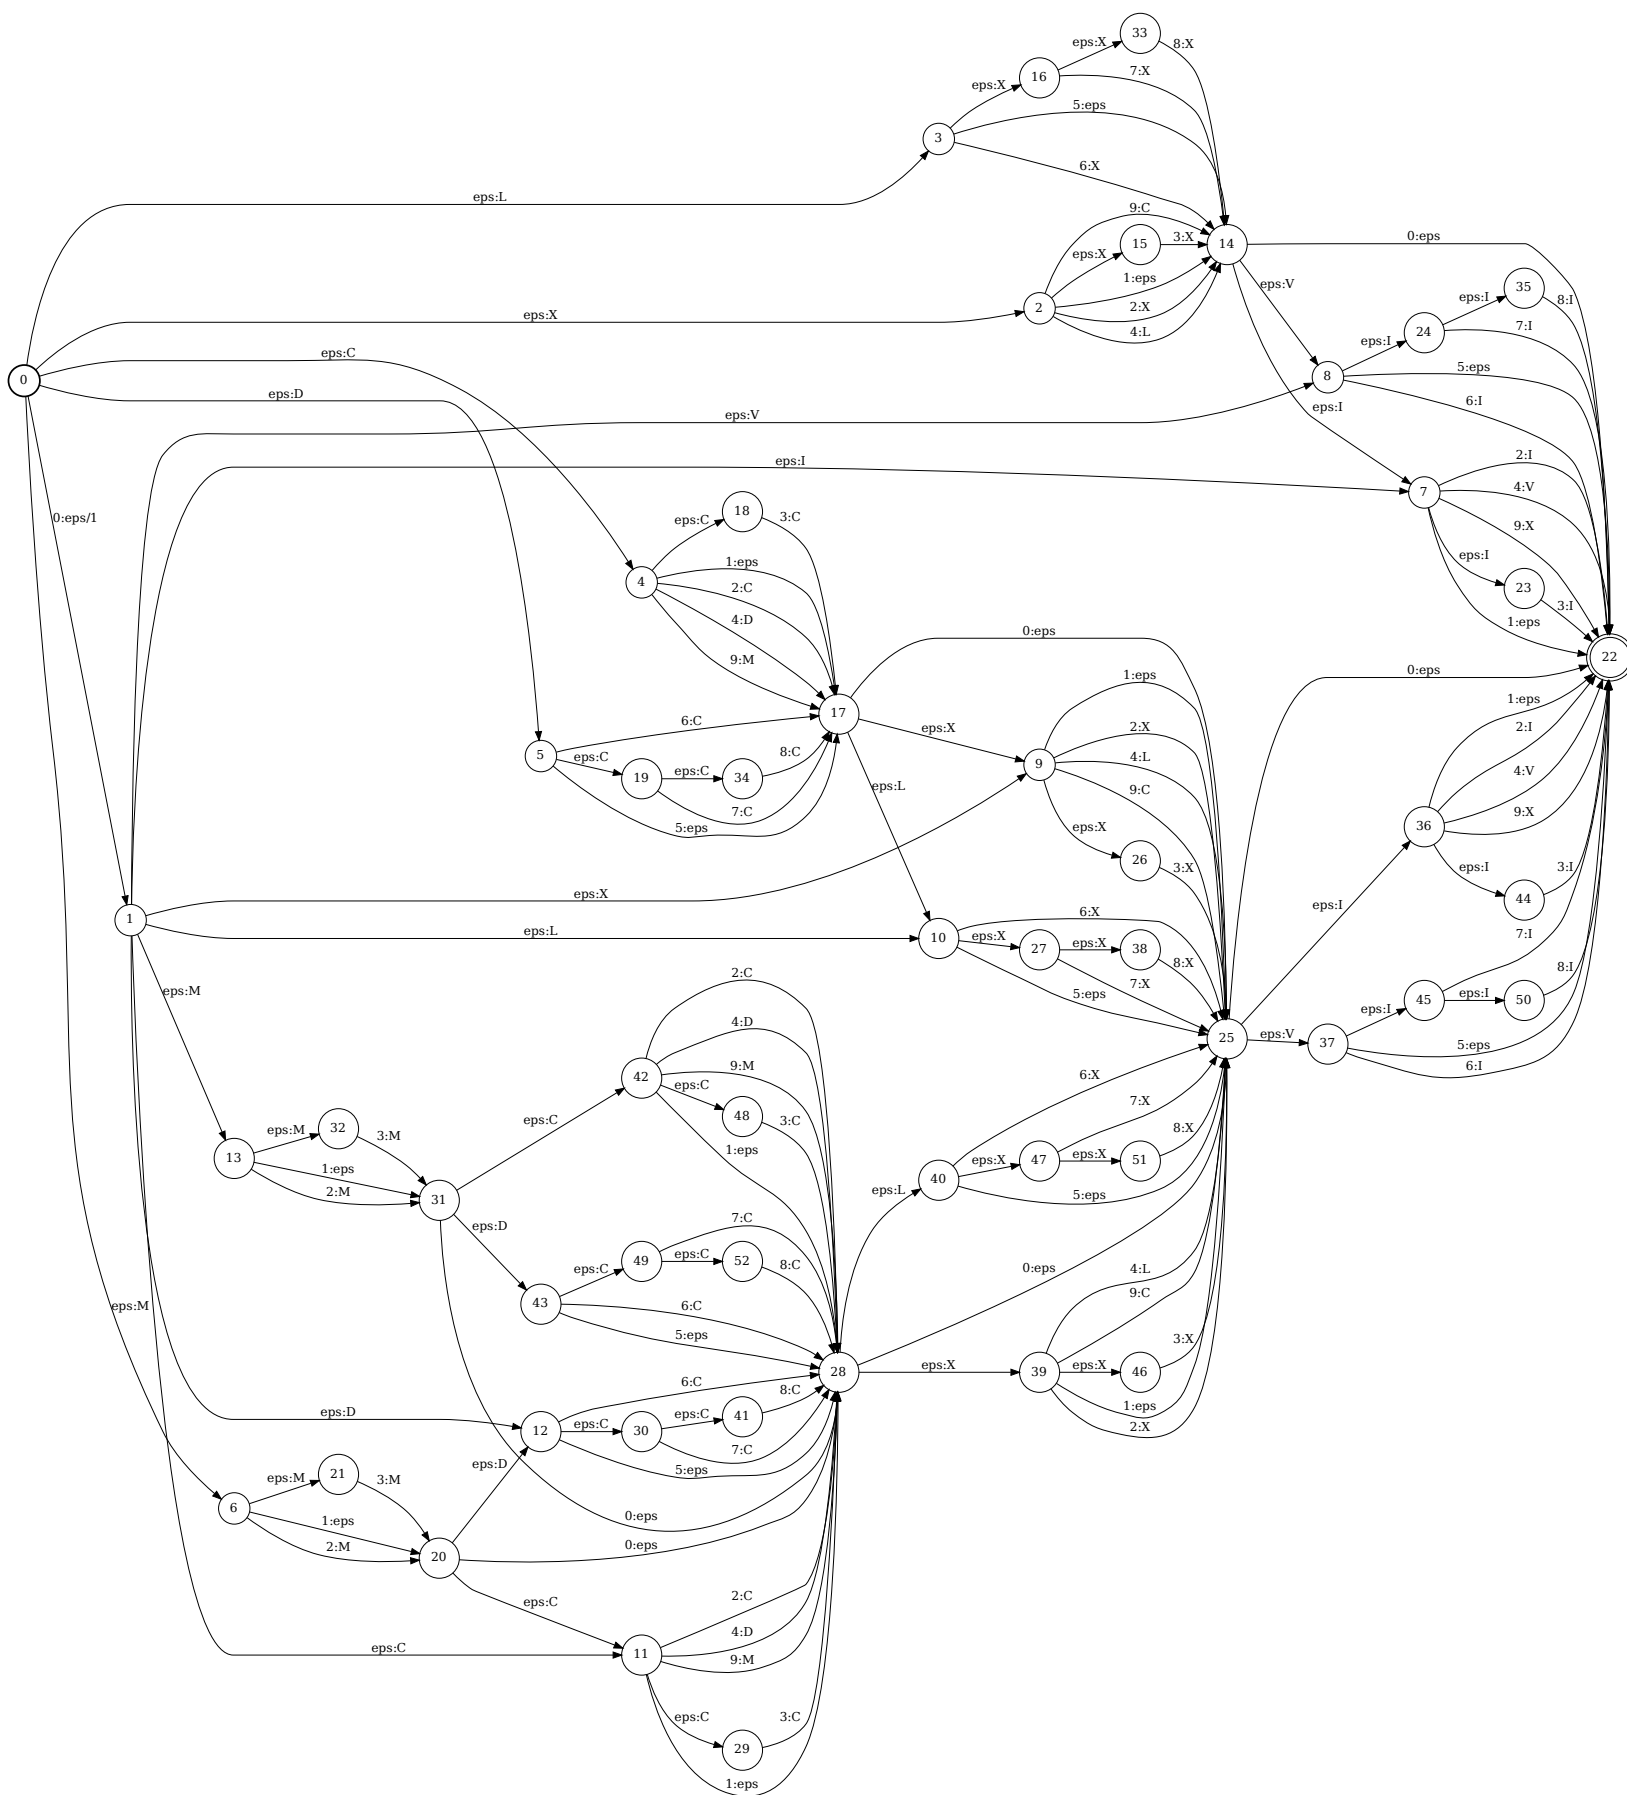 33
eps:X
8:X
16
7:X
eps:X
5:eps
3
6:X
eps:L
9:C
15
3:X
14
0:eps
eps:X
1:eps
eps:V
35
eps:I
8:I
2
2:X
24
7:I
eps:X
4:L
eps:I
eps:C
5:eps
0
8
eps:D
6:I
eps:I
eps:V
2:I
eps:I
4:V
7
18
3:C
9:X
0:eps/1
eps:C
eps:I
1:eps
23
4
2:C
3:I
4:D
1:eps
0:eps
9:M
22
1:eps
0:eps
17
6:C
eps:X
2:X
1:eps
5
eps:C
19
eps:C
34
8:C
9
4:L
2:I
eps:L
9:C
4:V
7:C
5:eps
eps:X
36
9:X
26
3:X
eps:I
3:I
eps:X
44
1
6:X
eps:I
eps:L
10
eps:X
27
eps:X
38
8:X
7:I
2:C
7:X
8:I
eps:M
5:eps
45
eps:I
50
4:D
eps:I
25
eps:V
37
5:eps
9:M
6:I
42
eps:C
6:X
48
3:C
7:X
eps:C
32
eps:M
3:M
1:eps
8:X
13
1:eps
eps:X
47
eps:X
51
2:M
31
eps:L
40
5:eps
7:C
eps:D
49
eps:C
52
8:C
eps:C
0:eps
4:L
43
6:C
9:C
eps:M
5:eps
3:X
28
eps:X
39
eps:X
46
6:C
8:C
1:eps
eps:D
12
eps:C
30
eps:C
41
2:X
7:C
21
eps:D
5:eps
eps:M
3:M
6
1:eps
0:eps
2:M
20
0:eps
eps:C
2:C
4:D
eps:C
11
9:M
eps:C
3:C
29
1:eps